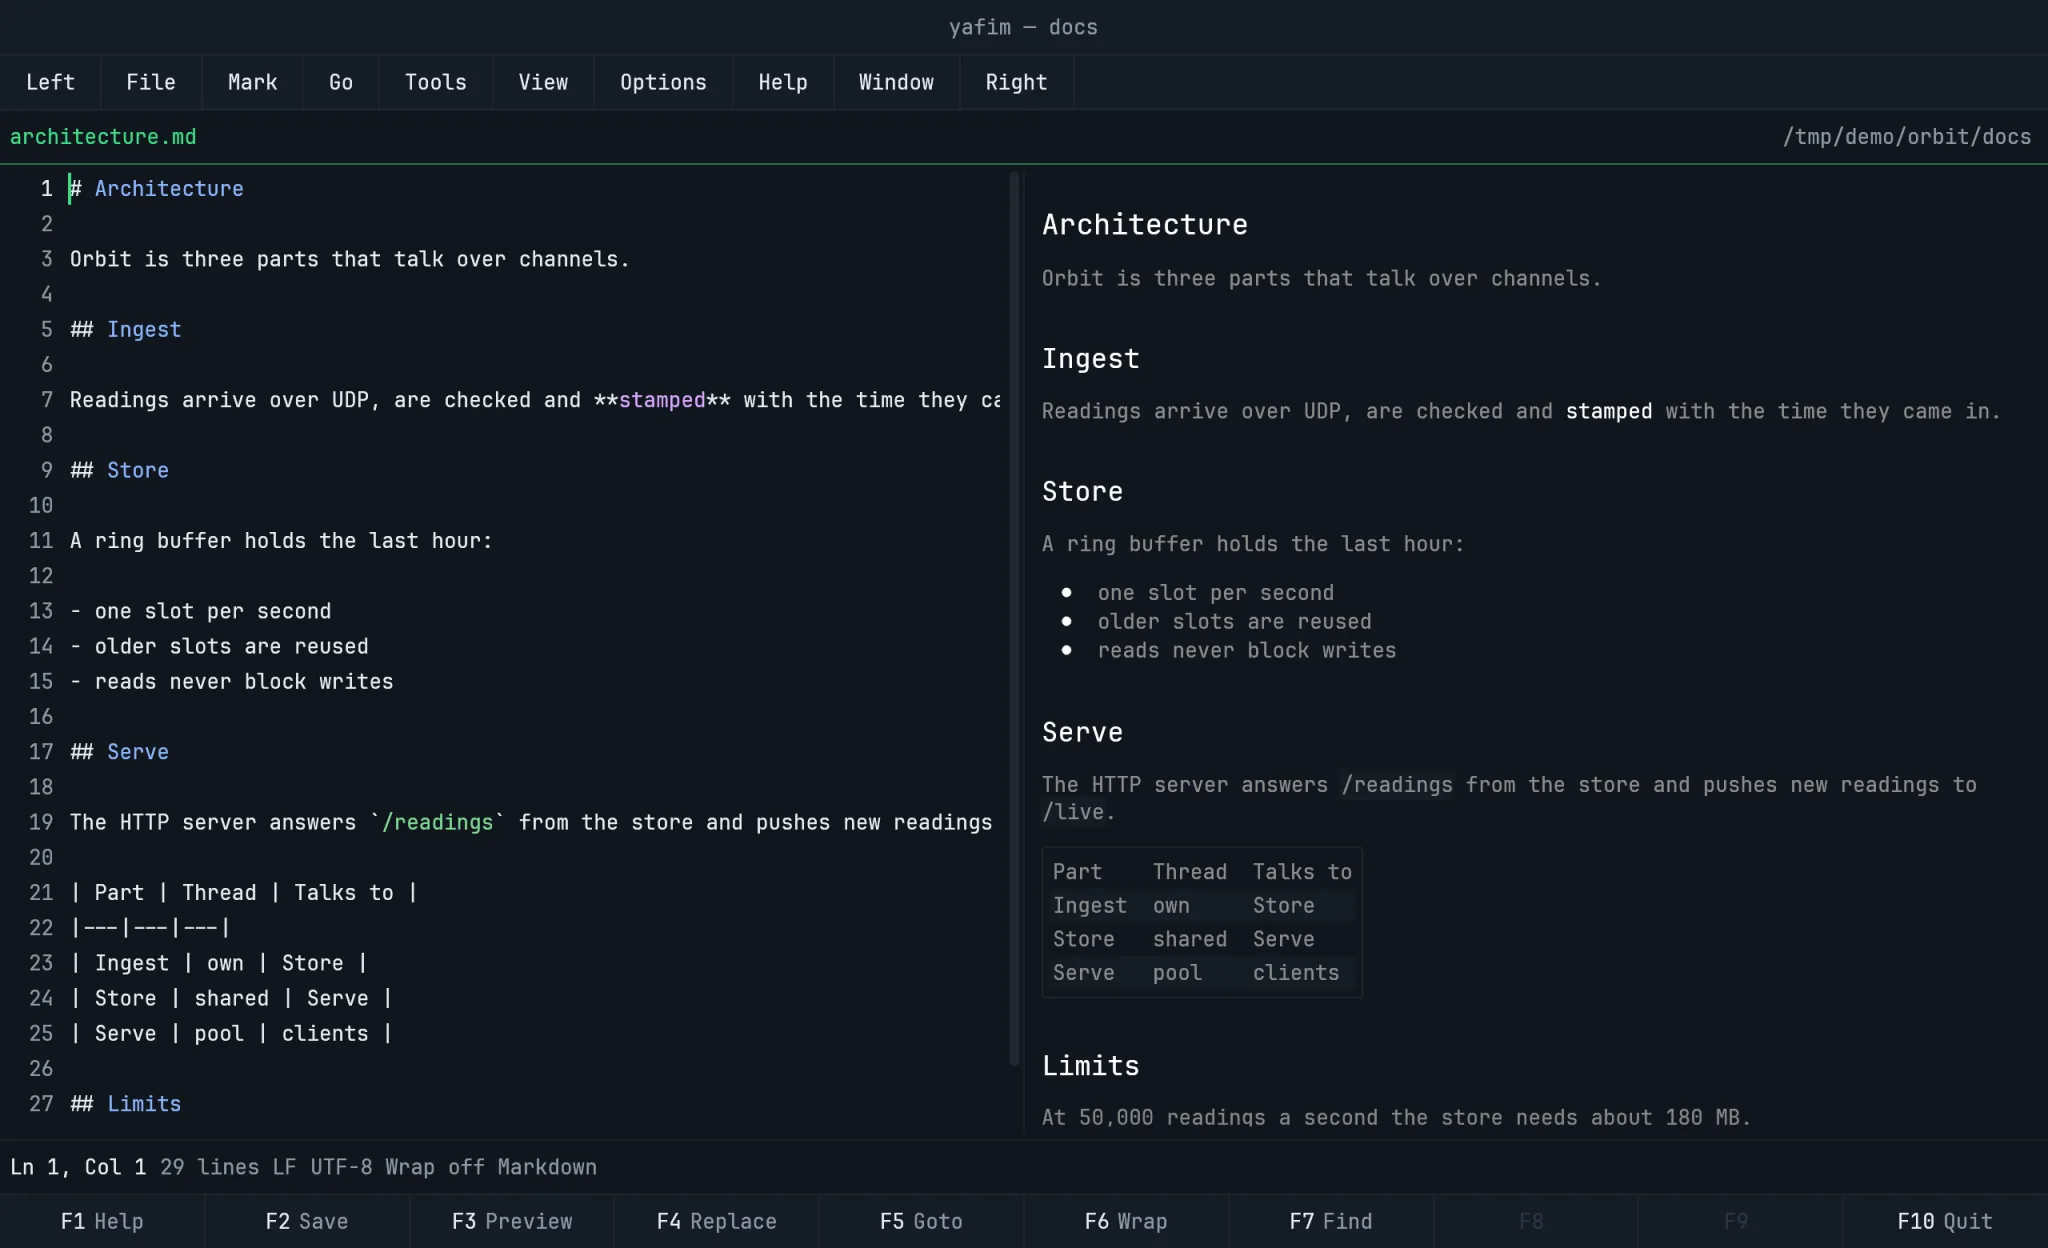 yafim — docs
Left File Mark Go Tools View Options Help Window Right
architecture.md /tmp/demo/orbit/docs
1 # Architecture
2
3 Orbit is three parts that talk over channels.
4
5 ## Ingest
6
7 Readings arrive over UDP, are checked and **stamped** with the time they ca
8
9 ## Store
10
11 A ring buffer holds the last hour:
12
13 - one slot per second
14 - older slots are reused
15 - reads never block writes
16
17 ## Serve
18
19 The HTTP server answers `/readings` from the store and pushes new readings
20
21 | Part | Thread | Talks to |
22 |---|---|---|
23 | Ingest | own | Store |
24 | Store | shared | Serve |
25 | Serve | pool | clients |
26
27 ## Limits
Architecture
Orbit is three parts that talk over channels.
Ingest
Readings arrive over UDP, are checked and stamped with the time they came in.
Store
A ring buffer holds the last hour:
● one slot per second
● older slots are reused
● reads never block writes
Serve
The HTTP server answers /readings from the store and pushes new readings to
/live.
Part Thread Talks to
Ingest own Store
Store shared Serve
Serve pool clients
Limits
At 50,000 readings a second the store needs about 180 MB.
Ln 1, Col 1 29 lines LF UTF-8 Wrap off Markdown
F1 Help F2 Save F3 Preview F4 Replace F5 Goto F6 Wrap F7 Find F8 F9 F10 Quit